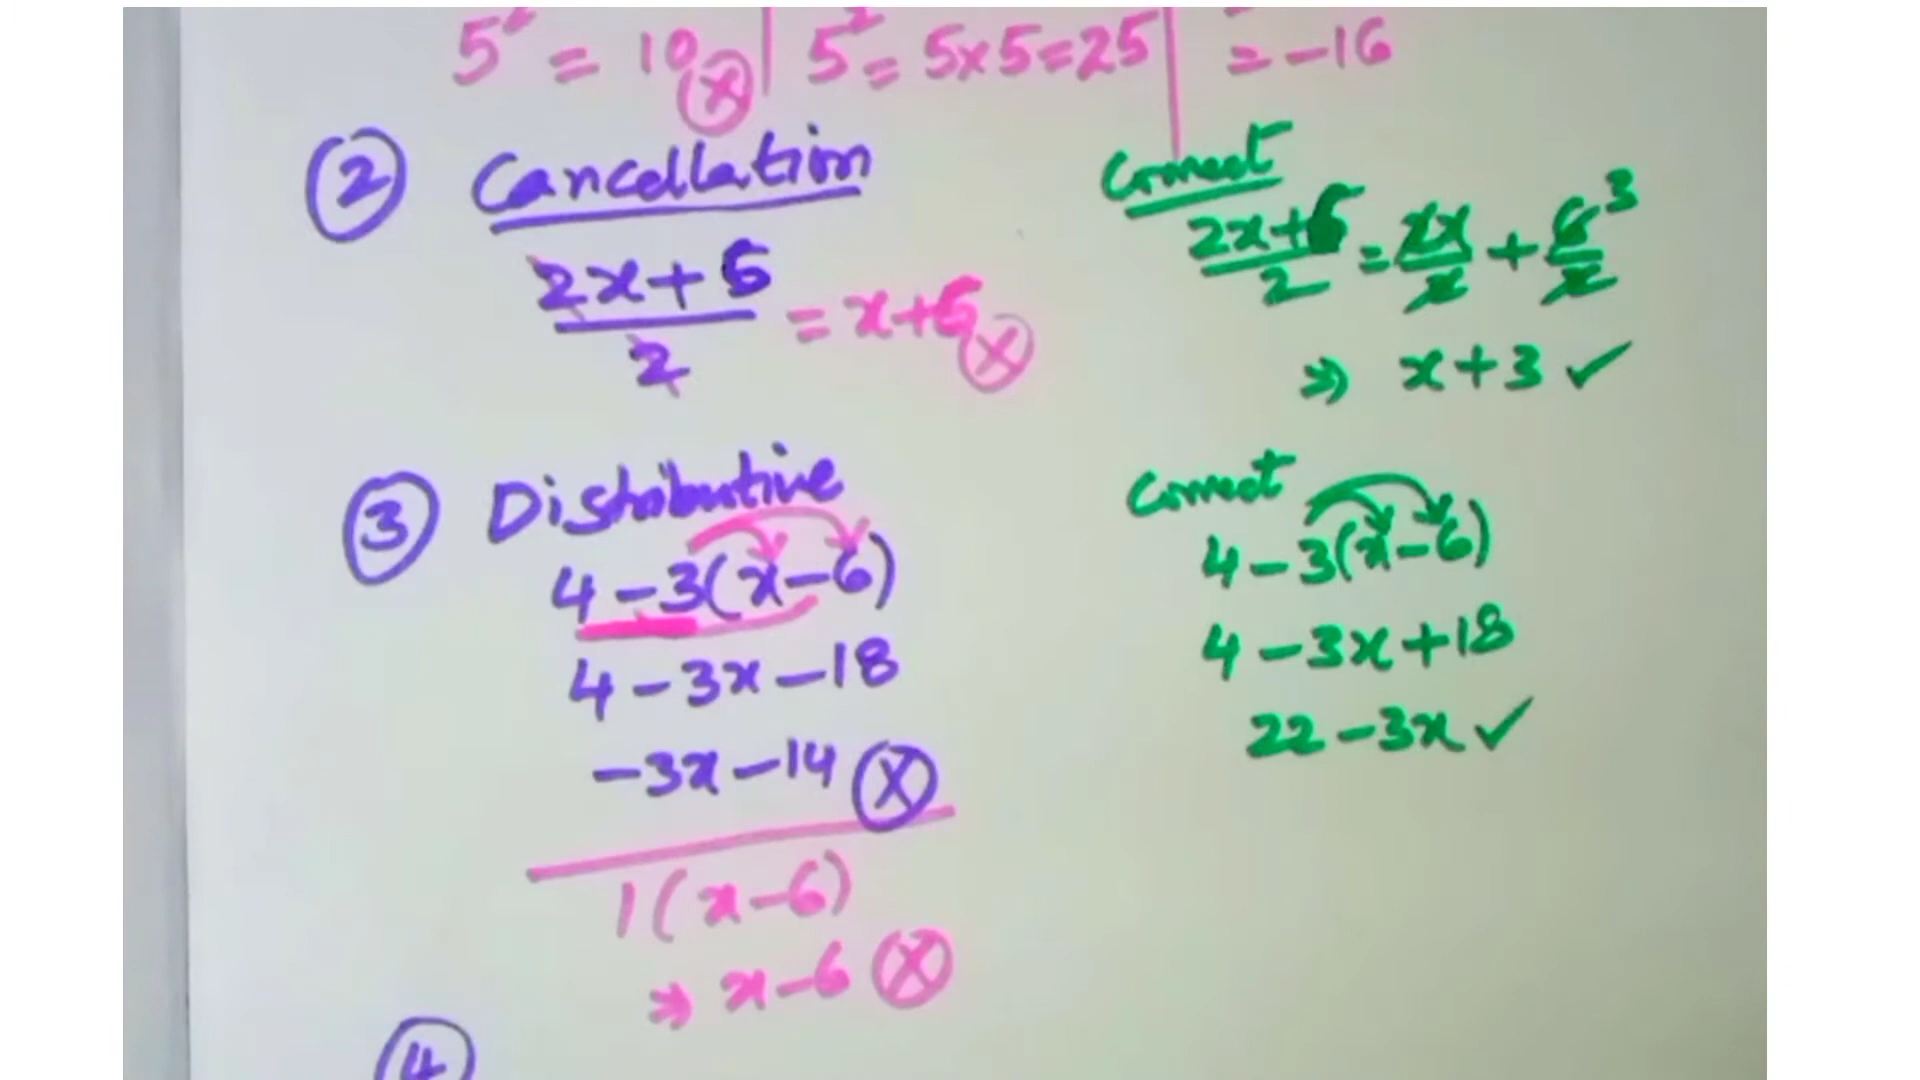 5² = 10 ⓧ | 5² = 5×5=25 | = -16
② Cancellation
2x+6/2 = x+6 ⓧ
Correct
2x+6/2 = 2x/2 + 6/2 3
⇒ x+3 ✓
③ Distributive
4-3(x-6)
4-3x-18
-3x-14 ⓧ
1(x-6)
⇒ x-6 ⓧ
Correct
4-3(x-6)
4-3x+18
22-3x ✓
④